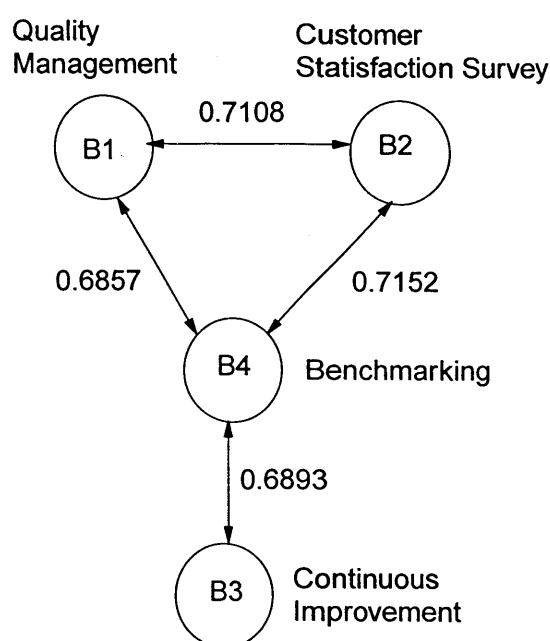 Quality
Management
Customer
Statisfaction Survey
0.7108
B1
B2
0.6857
0.7152
B4
Benchmarking
0.6893
B3
Continuous
Improvement